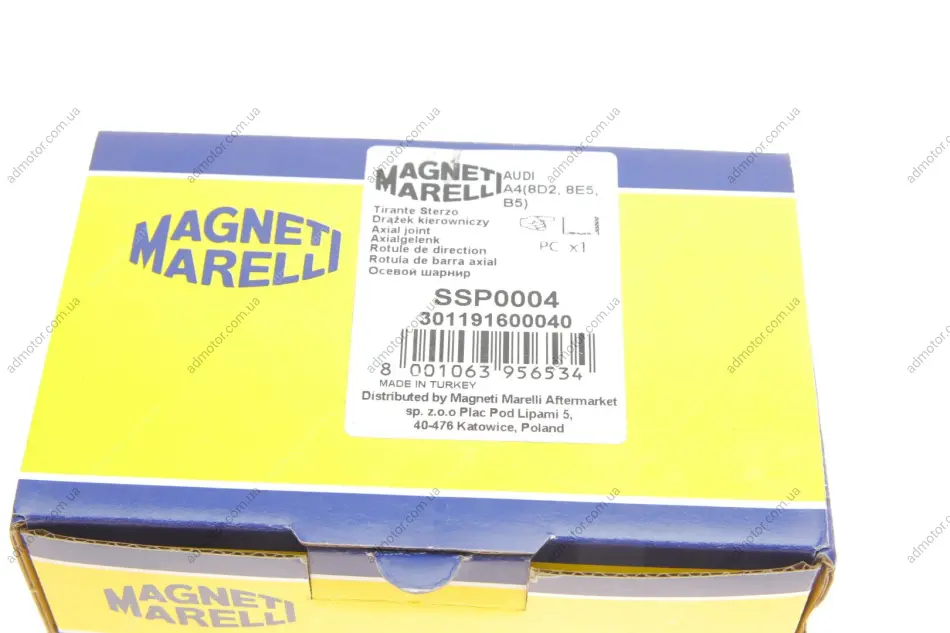 MAGNETI
MARELLI
MAGNETI
MARELLI
AUDI
A4(8D2, 8E5,
B5)
PC x1
Tirante Sterzo
Drążek kierowniczy
Axial joint
Axialgelenk
Rotule de direction
Rotula de barra axial
Осевой шарнир
SSP0004
301191600040
8 001063 956534
MADE IN TURKEY
Distributed by Magneti Marelli Aftermarket
sp. z.o.o Plac Pod Lipami 5,
40-476 Katowice, Poland
MAGNETI
MARELLI
admotor.com.ua